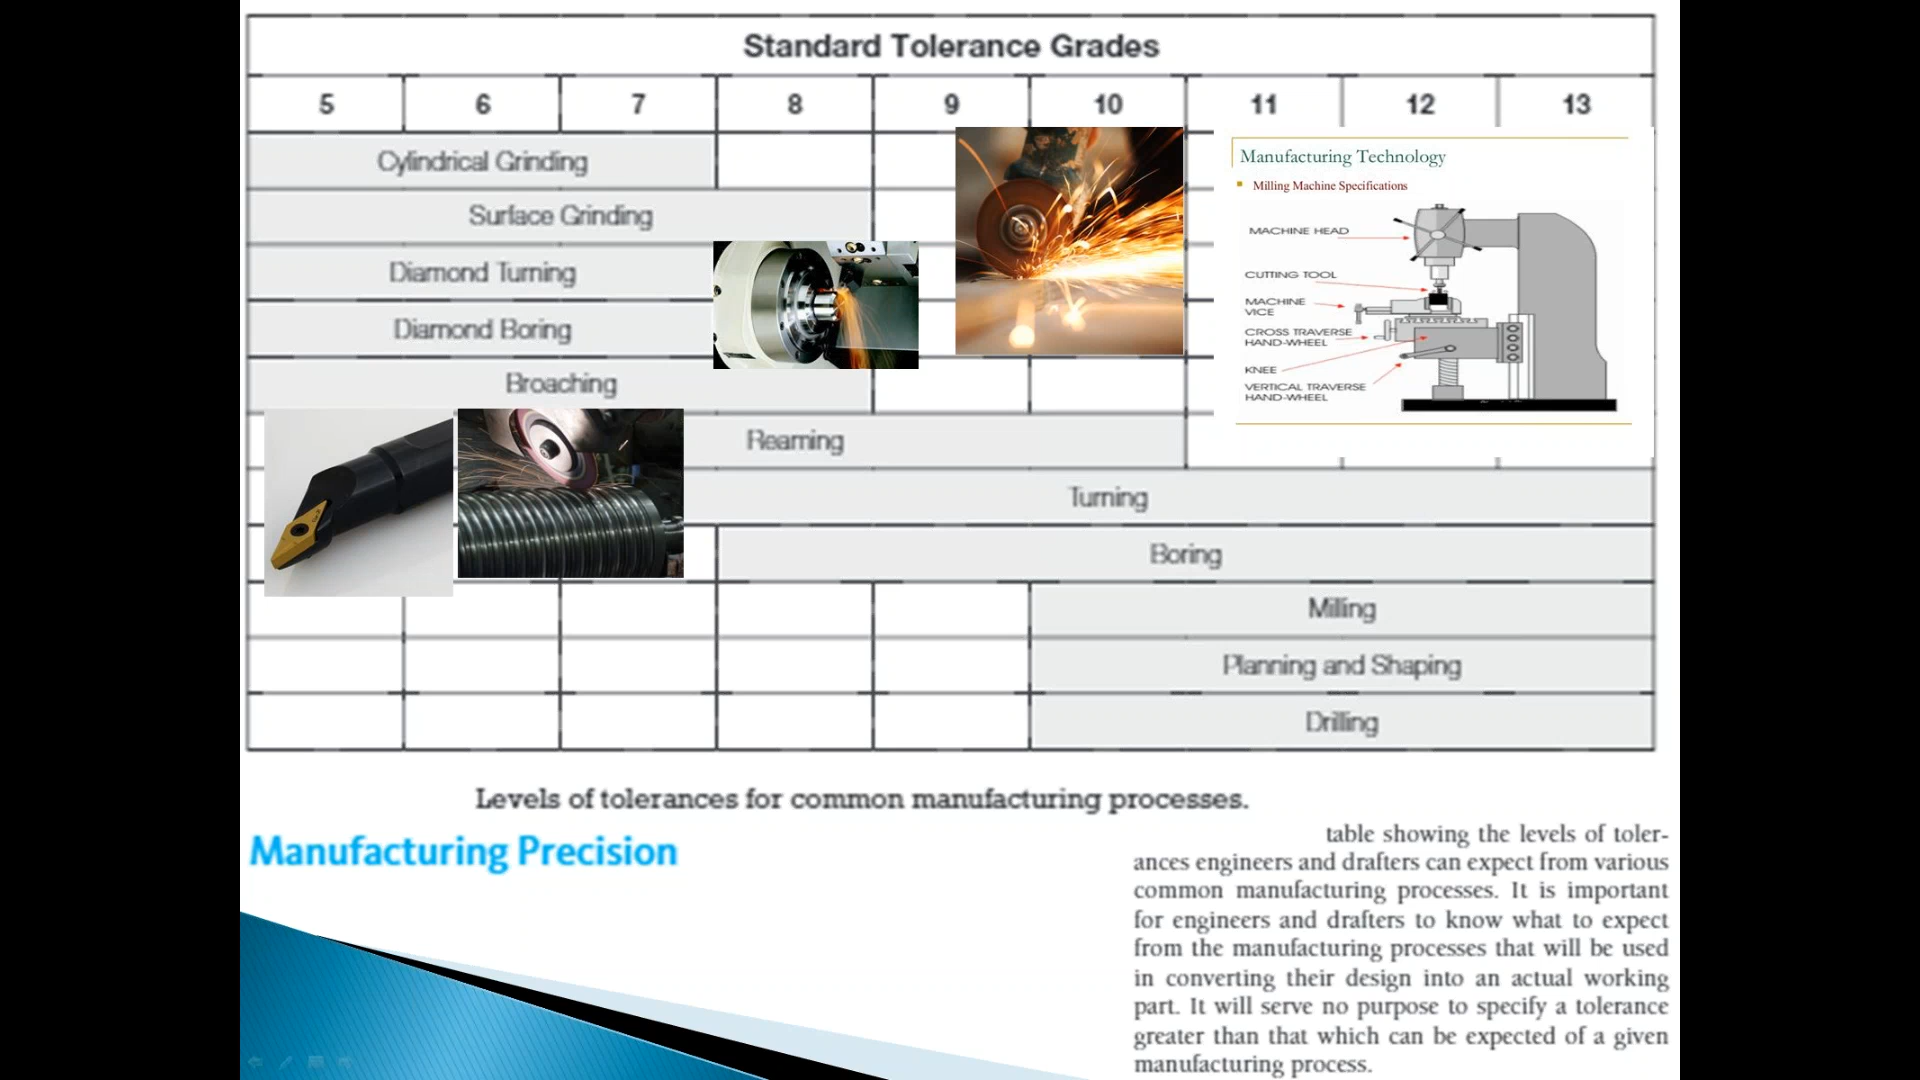 Standard Tolerance Grades
5 6 7 8 9 10 11 12 13
Cylindrical Grinding
Surface Grinding
Diamond Turning
Diamond Boring
Broaching
Reaming
Turning
Boring
Milling
Planning and Shaping
Drilling
Manufacturing Technology
Milling Machine Specifications
MACHINE HEAD
CUTTING TOOL
MACHINE
VICE
CROSS TRAVERSE
HAND-WHEEL
KNEE
VERTICAL TRAVERSE
HAND-WHEEL
Levels of tolerances for common manufacturing processes.
Manufacturing Precision
table showing the levels of toler-
ances engineers and drafters can expect from various
common manufacturing processes. It is important
for engineers and drafters to know what to expect
from the manufacturing processes that will be used
in converting their design into an actual working
part. It will serve no purpose to specify a tolerance
greater than that which can be expected of a given
manufacturing process.